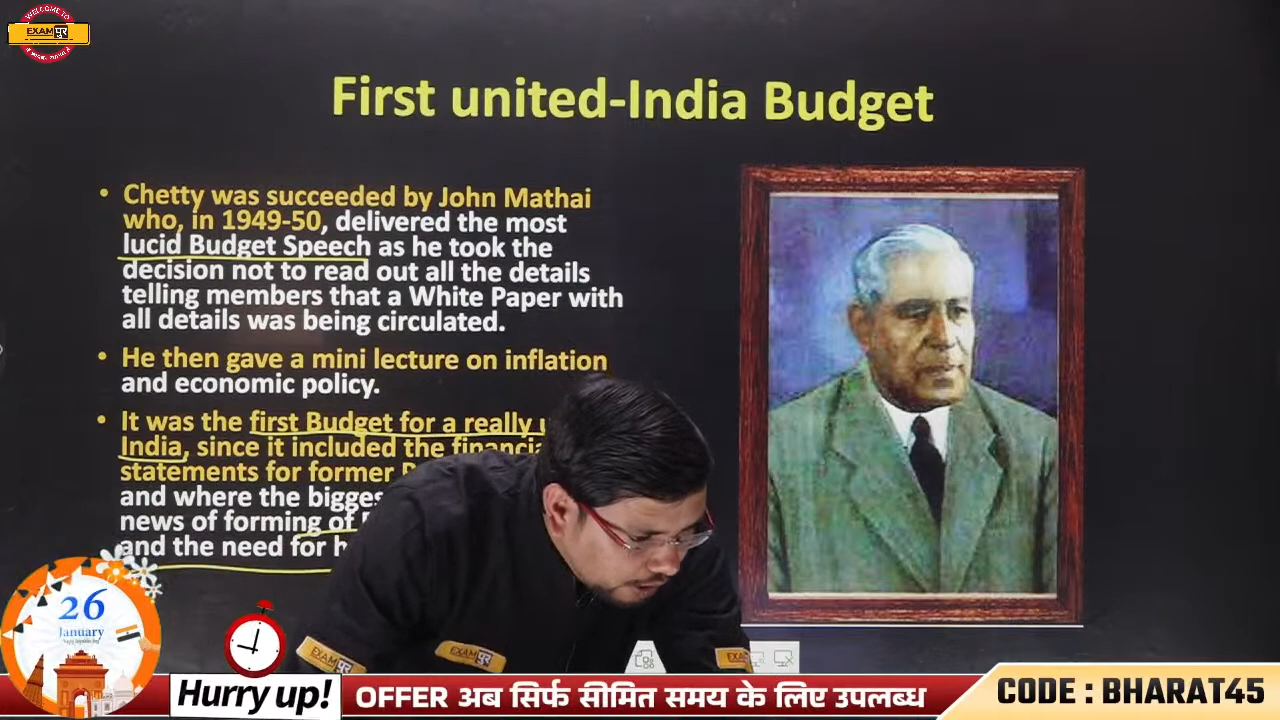 WELCOME TO
EXAM पुर
First united-India Budget
• Chetty was succeeded by John Mathai
who, in 1949-50, delivered the most
lucid Budget Speech as he took the
decision not to read out all the details
telling members that a White Paper with
all details was being circulated.
• He then gave a mini lecture on inflation
and economic policy.
• It was the first Budget for a really
India, since it included the
statements for former
and where the
news of forming of
and the need for
26
January
EXAM पुर
EXAM पुर
Hurry up!
OFFER अब सिर्फ सीमित समय के लिए उपलब्ध
CODE : BHARAT45